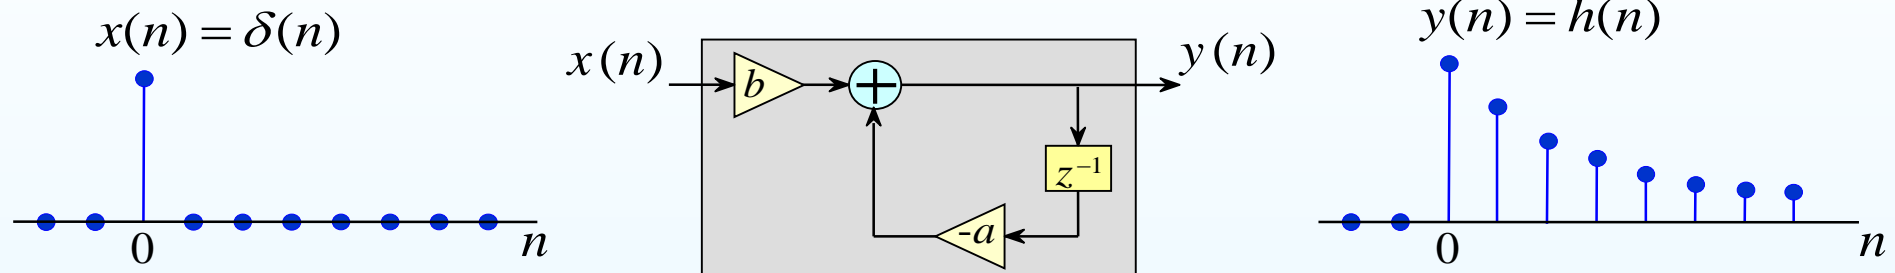 x(n) = δ(n)
0
n
x(n)
b
+
y(n)
z⁻¹
-a
y(n) = h(n)
0
n